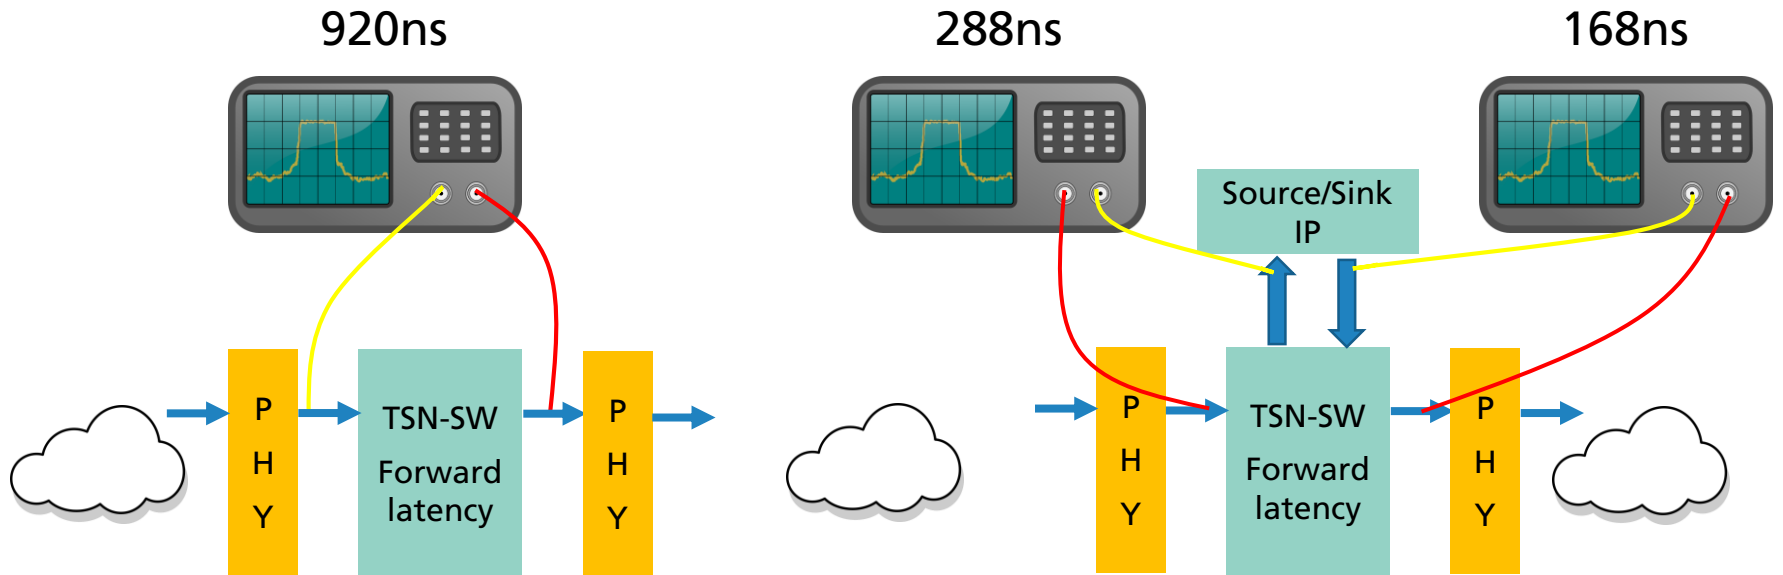 920ns
288ns
168ns
Source/Sink
IP
P
H
Y
TSN-SW
Forward
latency
P
H
Y
P
H
Y
TSN-SW
Forward
latency
P
H
Y